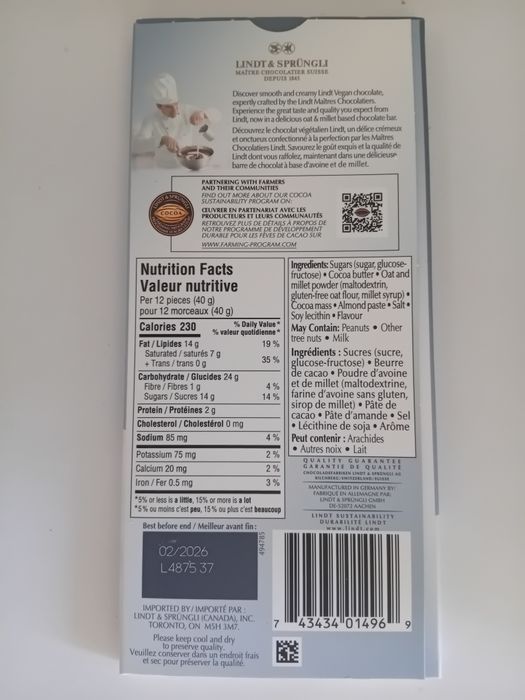 LINDT & SPRÜNGLI
MAÎTRE CHOCOLATIER SUISSE
DEPUIS 1845
Discover smooth and creamy Lindt Vegan chocolate,
expertly crafted by the Lindt Maîtres Chocolatiers.
Experience the great taste and quality you expect from
Lindt, now in a delicious oat & millet based chocolate bar.
Découvrez le chocolat végétalien Lindt, un délice crémeux
et onctueux confectionné à la perfection par les Maîtres
Chocolatiers Lindt. Savourez le goût exquis et la qualité de
Lindt dont vous raffolez, maintenant dans une délicieuse
barre de chocolat à base d'avoine et de millet.
LINDT & SPRÜNGLI
COCOA
PARTNERING WITH FARMERS
AND THEIR COMMUNITIES
FIND OUT MORE ABOUT OUR COCOA
SUSTAINABILITY PROGRAM ON:
ŒUVRER EN PARTENARIAT AVEC LES
PRODUCTEURS ET LEURS COMMUNAUTÉS
RETROUVEZ PLUS DE DÉTAILS À PROPOS DE
NOTRE PROGRAMME DE DÉVELOPPEMENT
DURABLE POUR LES FÈVES DE CACAO SUR
WWW.FARMING-PROGRAM.COM
Nutrition Facts
Valeur nutritive
Per 12 pieces (40 g)
pour 12 morceaux (40 g)
Calories 230
% Daily Value*
% valeur quotidienne*
Fat / Lipides 14 g 19 %
Saturated / saturés 7 g
+ Trans / trans 0 g 35 %
Carbohydrate / Glucides 24 g
Fibre / Fibres 1 g 4 %
Sugars / Sucres 14 g 14 %
Protein / Protéines 2 g
Cholesterol / Cholestérol 0 mg
Sodium 85 mg 4 %
Potassium 75 mg 2 %
Calcium 20 mg 2 %
Iron / Fer 0.5 mg 3 %
*5% or less is a little, 15% or more is a lot
*5% ou moins c'est peu, 15% ou plus c'est beaucoup
Ingredients: Sugars (sugar, glucose-
fructose) • Cocoa butter • Oat and
millet powder (maltodextrin,
gluten-free oat flour, millet syrup) •
Cocoa mass • Almond paste • Salt •
Soy lecithin • Flavour
May Contain: Peanuts • Other
tree nuts • Milk
Ingrédients : Sucres (sucre,
glucose-fructose) • Beurre
de cacao • Poudre d'avoine
et de millet (maltodextrine,
farine d'avoine sans gluten,
sirop de millet) • Pâte de
cacao • Pâte d'amande • Sel
• Lécithine de soja • Arôme
Peut contenir : Arachides
• Autres noix • Lait
QUALITY GUARANTEE
GARANTIE DE QUALITÉ
CHOCOLADEFABRIKEN LINDT & SPRÜNGLI AG
KILCHBERG/SWITZERLAND/SUISSE
MANUFACTURED IN GERMANY BY/
FABRIQUÉ EN ALLEMAGNE PAR:
LINDT & SPRÜNGLI GMBH
DE-52072 AACHEN
LINDT SUSTAINABILITY
DURABILITÉ LINDT
www.lindt.com
Best before end / Meilleur avant fin :
02/2026
L4875 37
494785
IMPORTED BY / IMPORTÉ PAR :
LINDT & SPRÜNGLI (CANADA), INC.
TORONTO, ON M5H 3M7.
Please keep cool and dry
to preserve quality.
Veuillez conserver dans un endroit frais
et sec pour préserver la qualité.
7 43434 01496 9